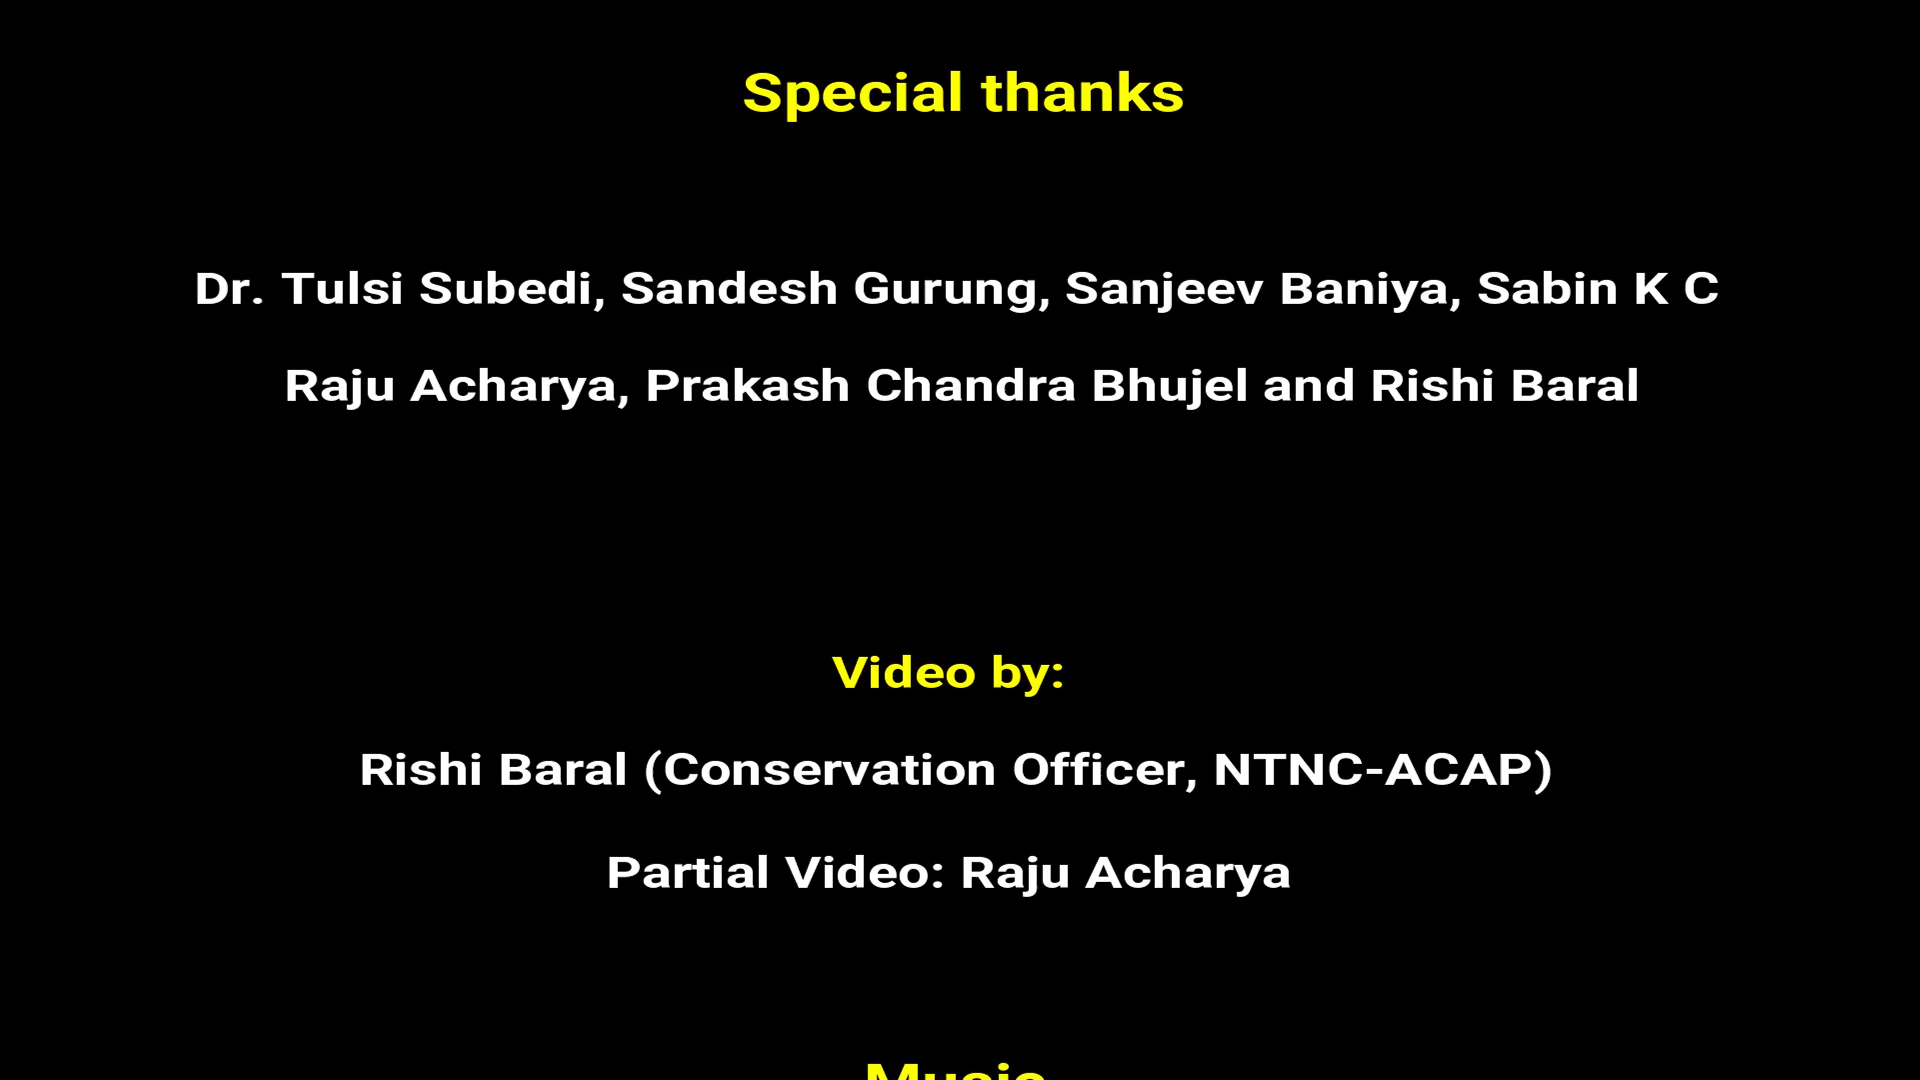 Special thanks
Dr. Tulsi Subedi, Sandesh Gurung, Sanjeev Baniya, Sabin K C
Raju Acharya, Prakash Chandra Bhujel and Rishi Baral
Video by:
Rishi Baral (Conservation Officer, NTNC-ACAP)
Partial Video: Raju Acharya
Music